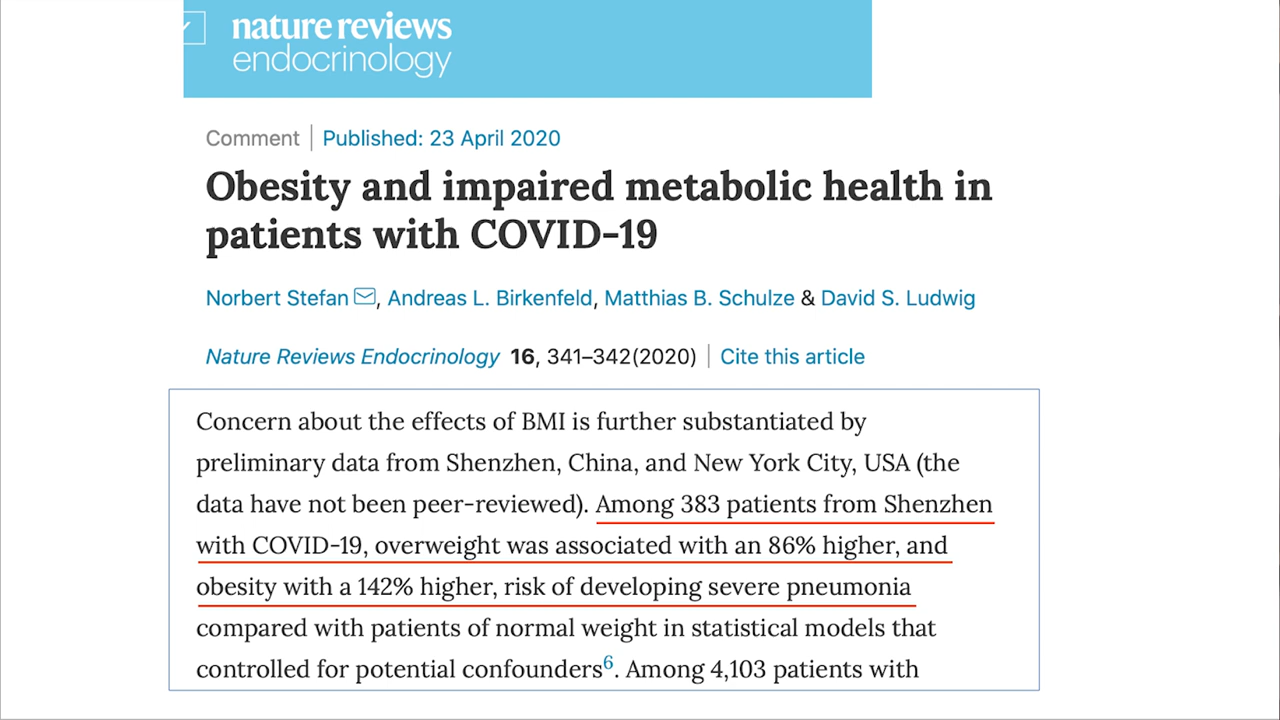 nature reviews
endocrinology
Comment | Published: 23 April 2020
Obesity and impaired metabolic health in
patients with COVID-19
Norbert Stefan, Andreas L. Birkenfeld, Matthias B. Schulze & David S. Ludwig
Nature Reviews Endocrinology 16, 341–342(2020) | Cite this article
Concern about the effects of BMI is further substantiated by
preliminary data from Shenzhen, China, and New York City, USA (the
data have not been peer-reviewed). Among 383 patients from Shenzhen
with COVID-19, overweight was associated with an 86% higher, and
obesity with a 142% higher, risk of developing severe pneumonia
compared with patients of normal weight in statistical models that
controlled for potential confounders6. Among 4,103 patients with